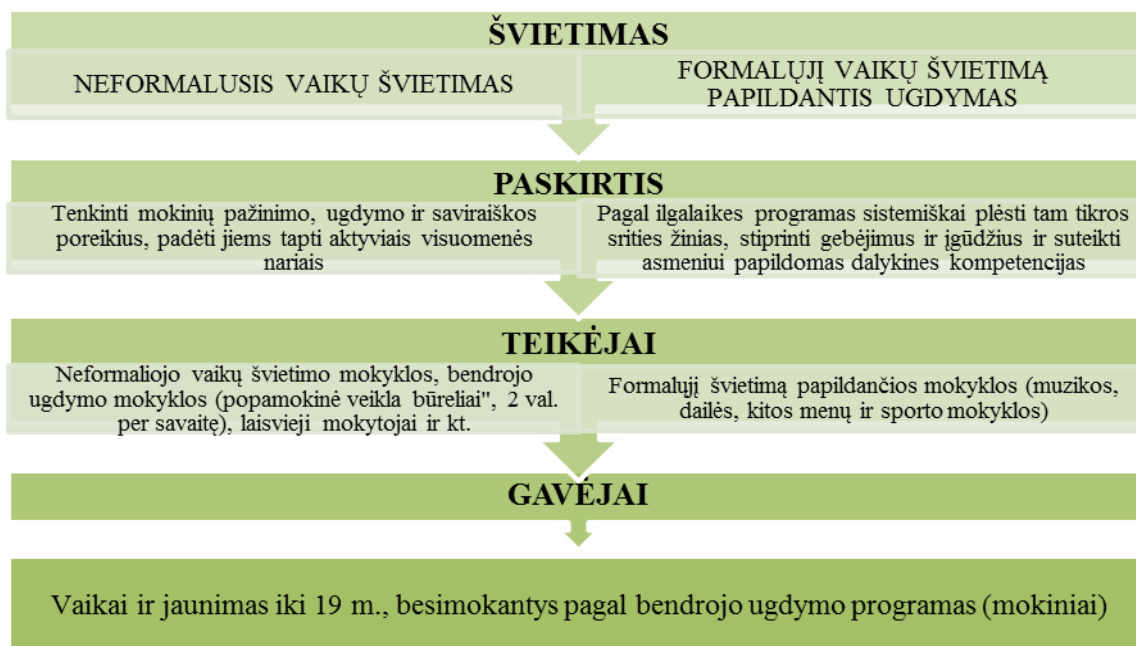 ŠVIETIMAS
NEFORMALUSIS VAIKŲ ŠVIETIMAS
FORMALŲJĮ VAIKŲ ŠVIETIMĄ
PAPILDANTIS UGDYMAS
PASKIRTIS
Tenkinti mokinių pažinimo, ugdymo ir saviraiškos
poreikius, padėti jiems tapti aktyviais visuomenės
nariais
Pagal ilgalaikes programas sistemiškai plėsti tam tikros
srities žinias, stiprinti gebėjimus ir įgūdžius ir suteikti
asmeniui papildomas dalykines kompetencijas
TEIKĖJAI
Neformaliojo vaikų švietimo mokyklos, bendrojo
ugdymo mokyklos (popamokinė veikla būreliai", 2 val.
per savaitę), laisvieji mokytojai ir kt.
Formalųjį švietimą papildančios mokyklos (muzikos,
dailės, kitos menų ir sporto mokyklos)
GAVĖJAI
Vaikai ir jaunimas iki 19 m., besimokantys pagal bendrojo ugdymo programas (mokiniai)